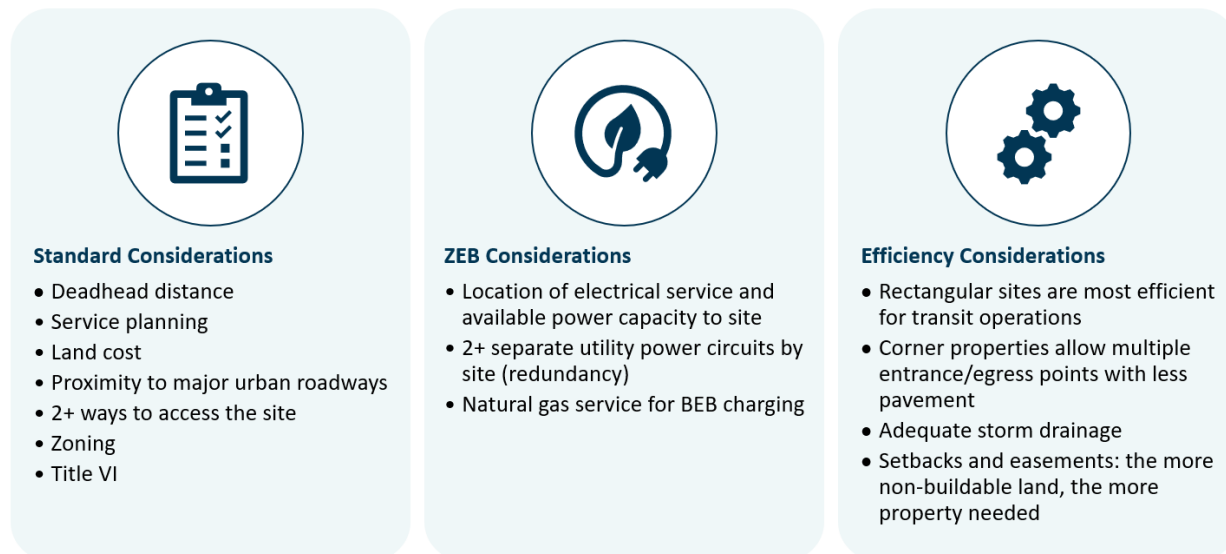 Standard Considerations
• Deadhead distance
• Service planning
• Land cost
• Proximity to major urban roadways
• 2+ ways to access the site
• Zoning
• Title VI
ZEB Considerations
• Location of electrical service and
available power capacity to site
• 2+ separate utility power circuits by
site (redundancy)
• Natural gas service for BEB charging
Efficiency Considerations
• Rectangular sites are most efficient
for transit operations
• Corner properties allow multiple
entrance/egress points with less
pavement
• Adequate storm drainage
• Setbacks and easements: the more
non-buildable land, the more
property needed